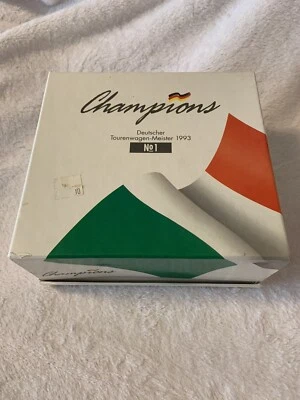 Champions
Deutscher
Tourenwagen-Meister 1993
№1
Champions